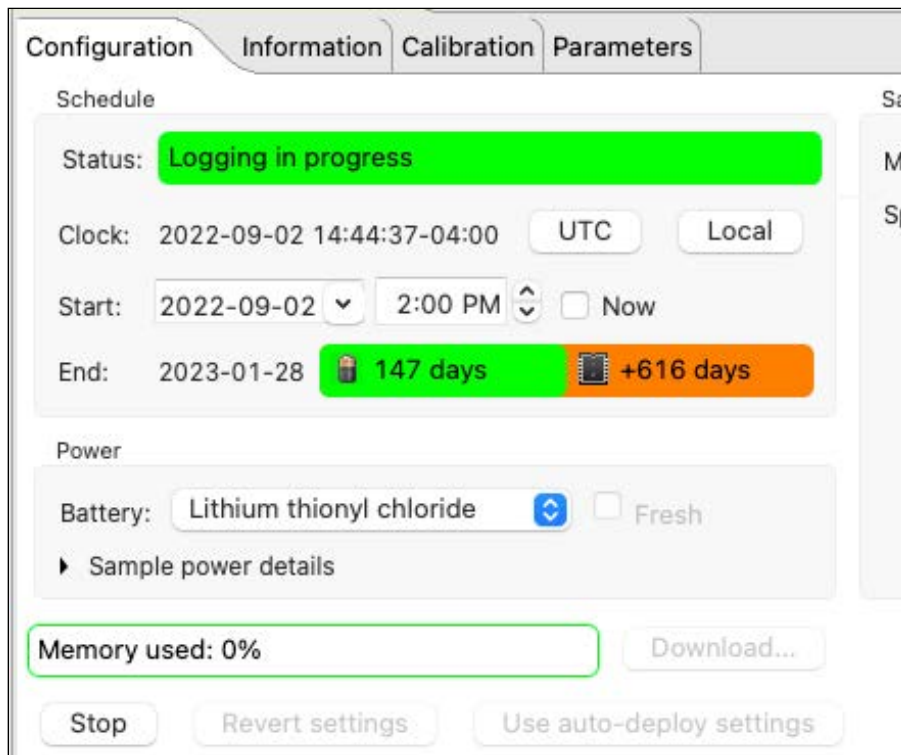 Configuration Information Calibration Parameters
Schedule
Status: Logging in progress
Clock: 2022-09-02 14:44:37-04:00 UTC Local
Start: 2022-09-02 2:00 PM Now
End: 2023-01-28 147 days +616 days
Power
Battery: Lithium thionyl chloride Fresh
Sample power details
Memory used: 0% Download...
Stop Revert settings Use auto-deploy settings